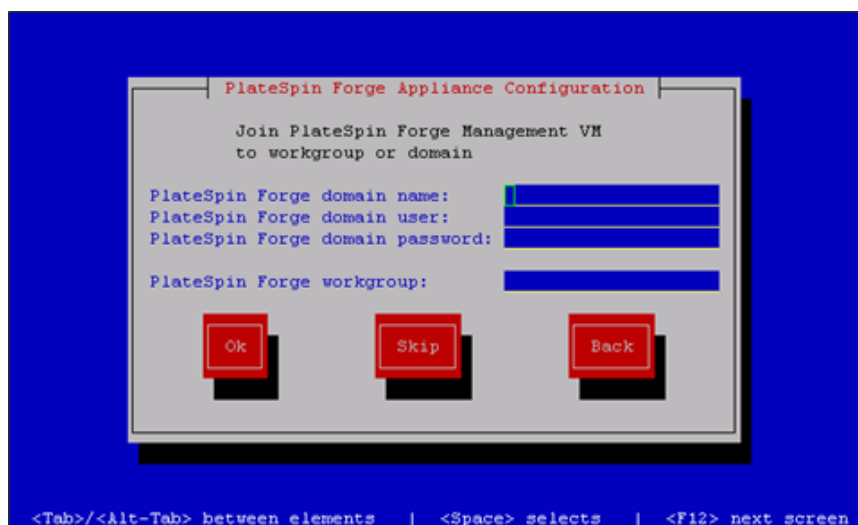 PlateSpin Forge Appliance Configuration
Join PlateSpin Forge Management VM
to workgroup or domain
PlateSpin Forge domain name:
PlateSpin Forge domain user:
PlateSpin Forge domain password:
PlateSpin Forge workgroup:
Ok Skip Back
<Tab>/<Alt-Tab> between elements | <Space> selects | <F12> next screen